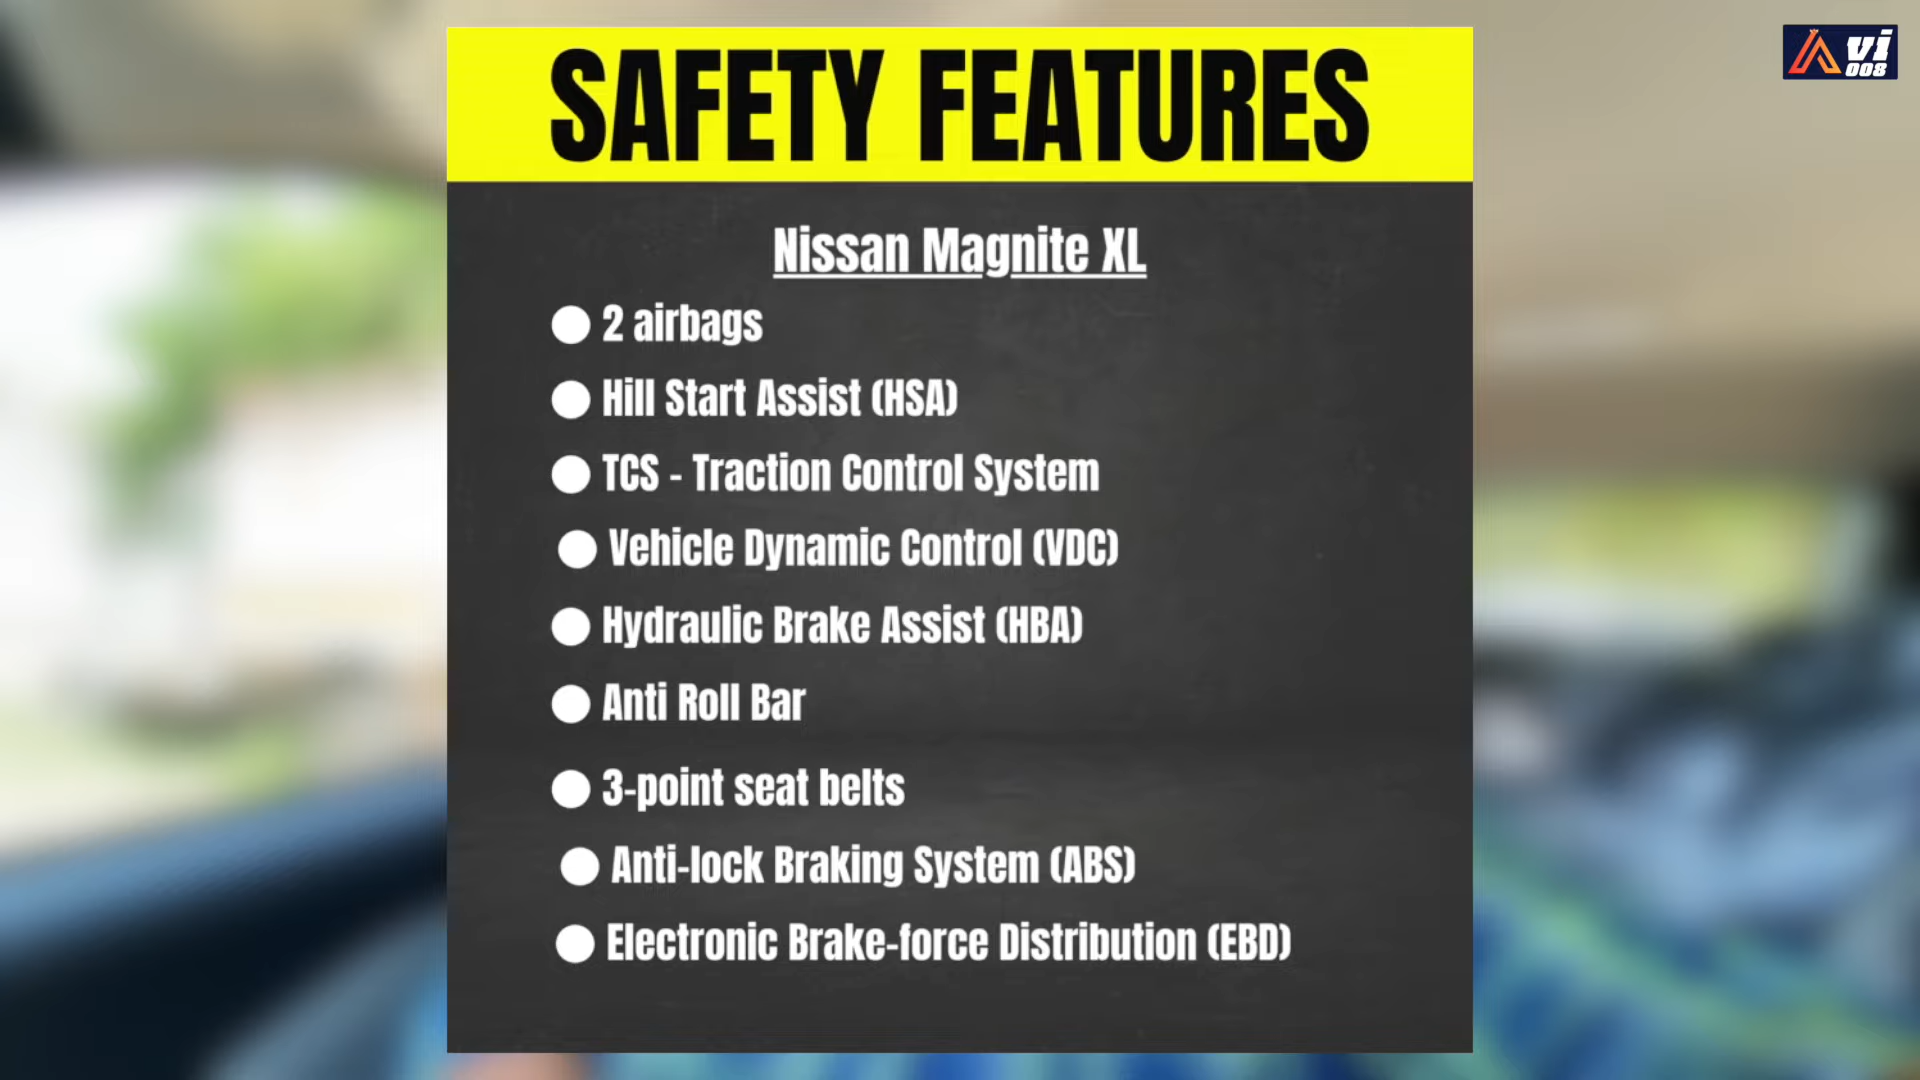 SAFETY FEATURES
Avi
008
Nissan Magnite XL
2 airbags
Hill Start Assist (HSA)
TCS - Traction Control System
Vehicle Dynamic Control (VDC)
Hydraulic Brake Assist (HBA)
Anti Roll Bar
3-point seat belts
Anti-lock Braking System (ABS)
Electronic Brake-force Distribution (EBD)